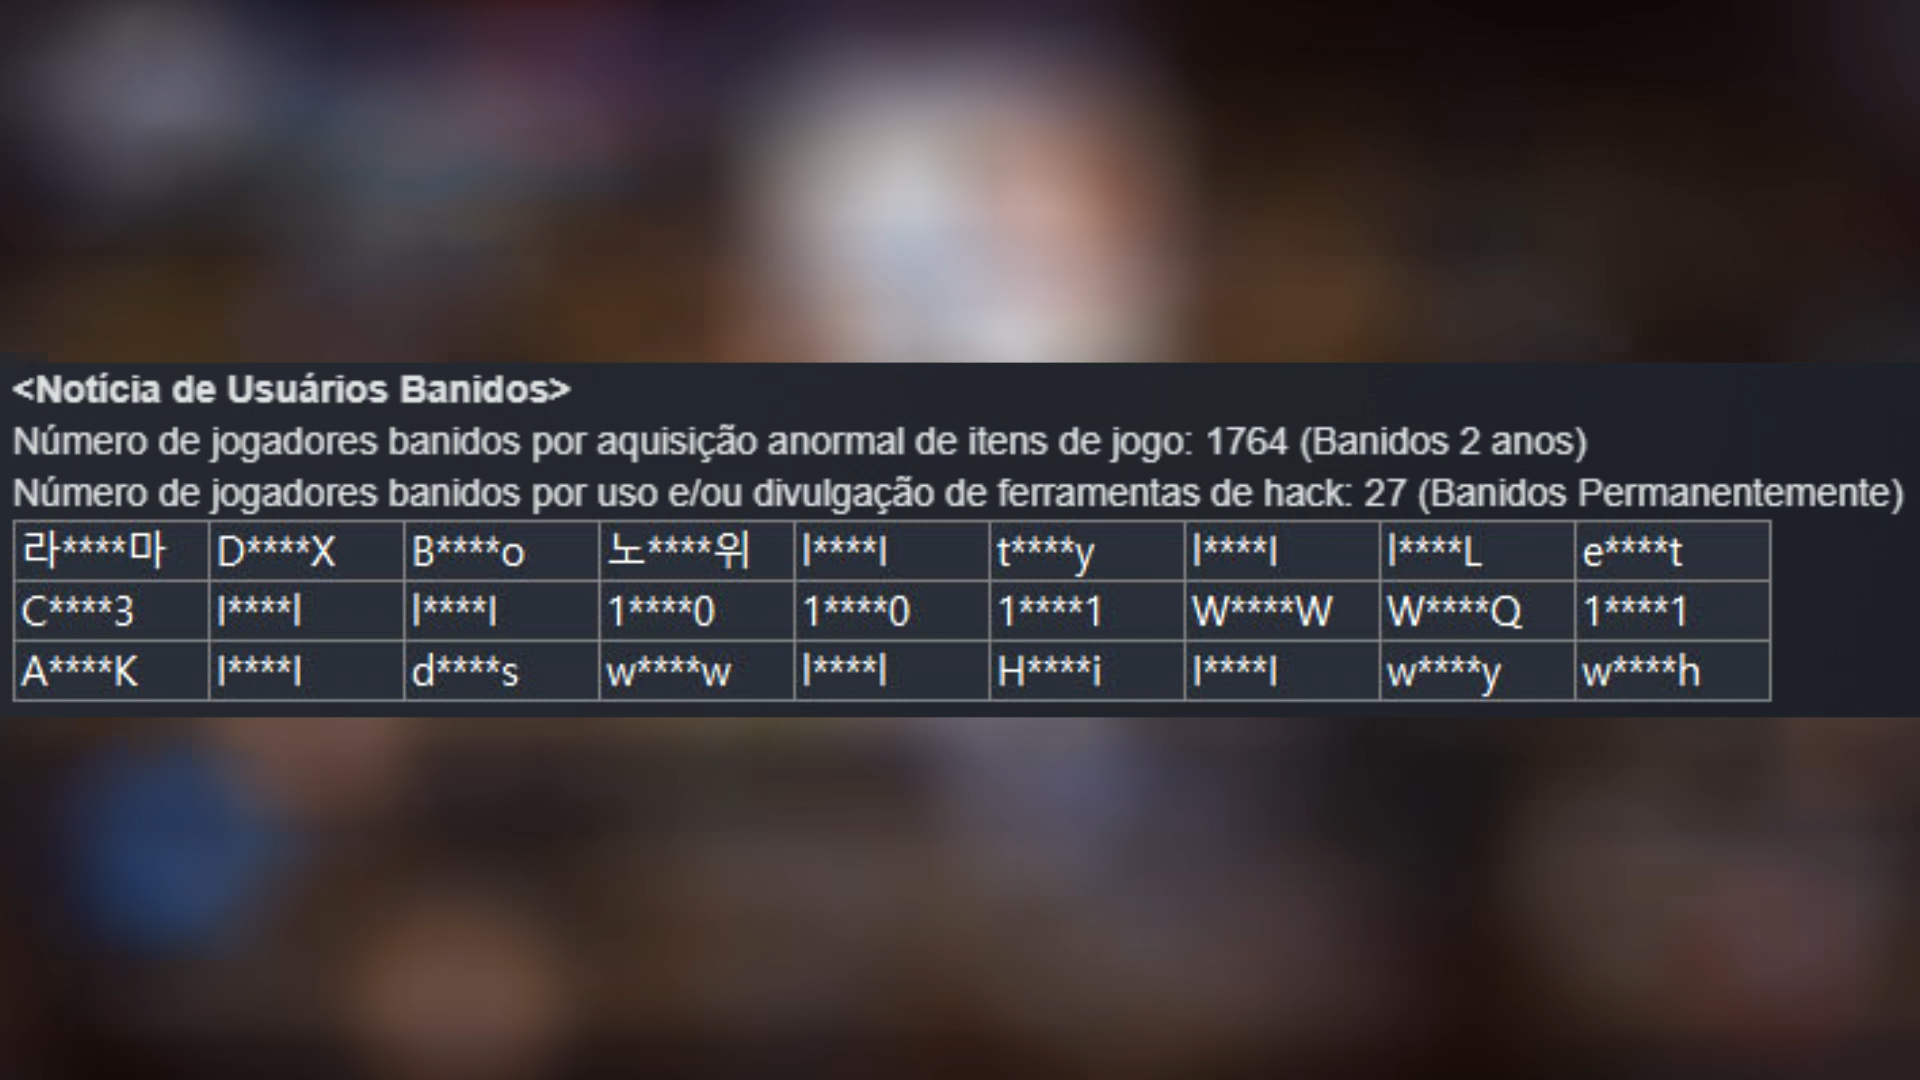 <Notícia de Usuários Banidos>
Número de jogadores banidos por aquisição anormal de itens de jogo: 1764 (Banidos 2 anos)
Número de jogadores banidos por uso e/ou divulgação de ferramentas de hack: 27 (Banidos Permanentemente)
라****마 D****X B****o 노****위 l****l t****y l****I l****L e****t
C****3 I****l l****I 1****0 1****0 1****1 W****W W****Q 1****1
A****K I****I d****s w****w l****l H****i I****I w****y w****h